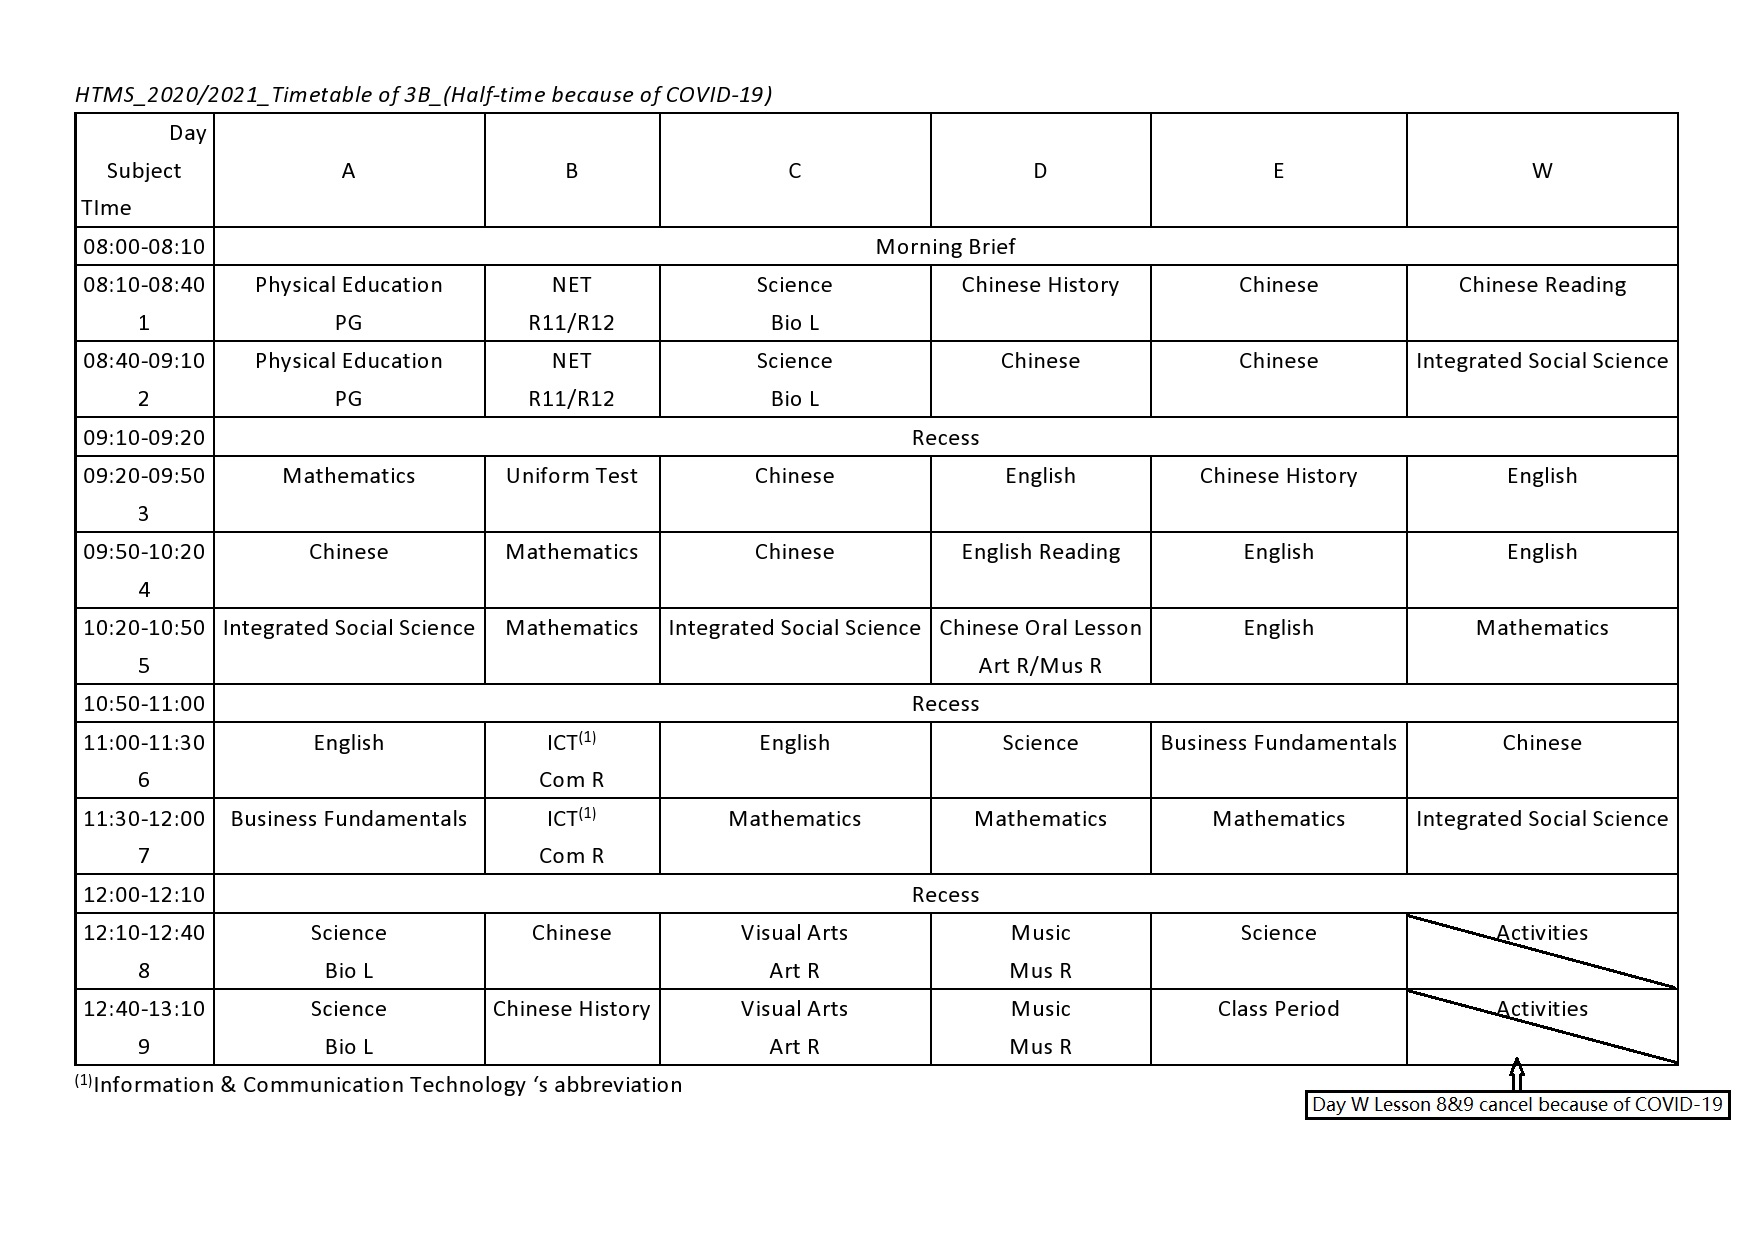 HTMS_2020/2021_Timetable of 3B_(Half-time because of COVID-19)
Day
Subject
TIme
A B C D E W
08:00-08:10 Morning Brief
08:10-08:40 Physical Education NET Science Chinese History Chinese Chinese Reading
1 PG R11/R12 Bio L
08:40-09:10 Physical Education NET Science Chinese Chinese Integrated Social Science
2 PG R11/R12 Bio L
09:10-09:20 Recess
09:20-09:50 Mathematics Uniform Test Chinese English Chinese History English
3
09:50-10:20 Chinese Mathematics Chinese English Reading English English
4
10:20-10:50 Integrated Social Science Mathematics Integrated Social Science Chinese Oral Lesson English Mathematics
5 Art R/Mus R
10:50-11:00 Recess
11:00-11:30 English ICT(1) English Science Business Fundamentals Chinese
6 Com R
11:30-12:00 Business Fundamentals ICT(1) Mathematics Mathematics Mathematics Integrated Social Science
7 Com R
12:00-12:10 Recess
12:10-12:40 Science Chinese Visual Arts Music Science Activities
8 Bio L Art R Mus R
12:40-13:10 Science Chinese History Visual Arts Music Class Period Activities
9 Bio L Art R Mus R
(1)Information & Communication Technology ‘s abbreviation
Day W Lesson 8&9 cancel because of COVID-19